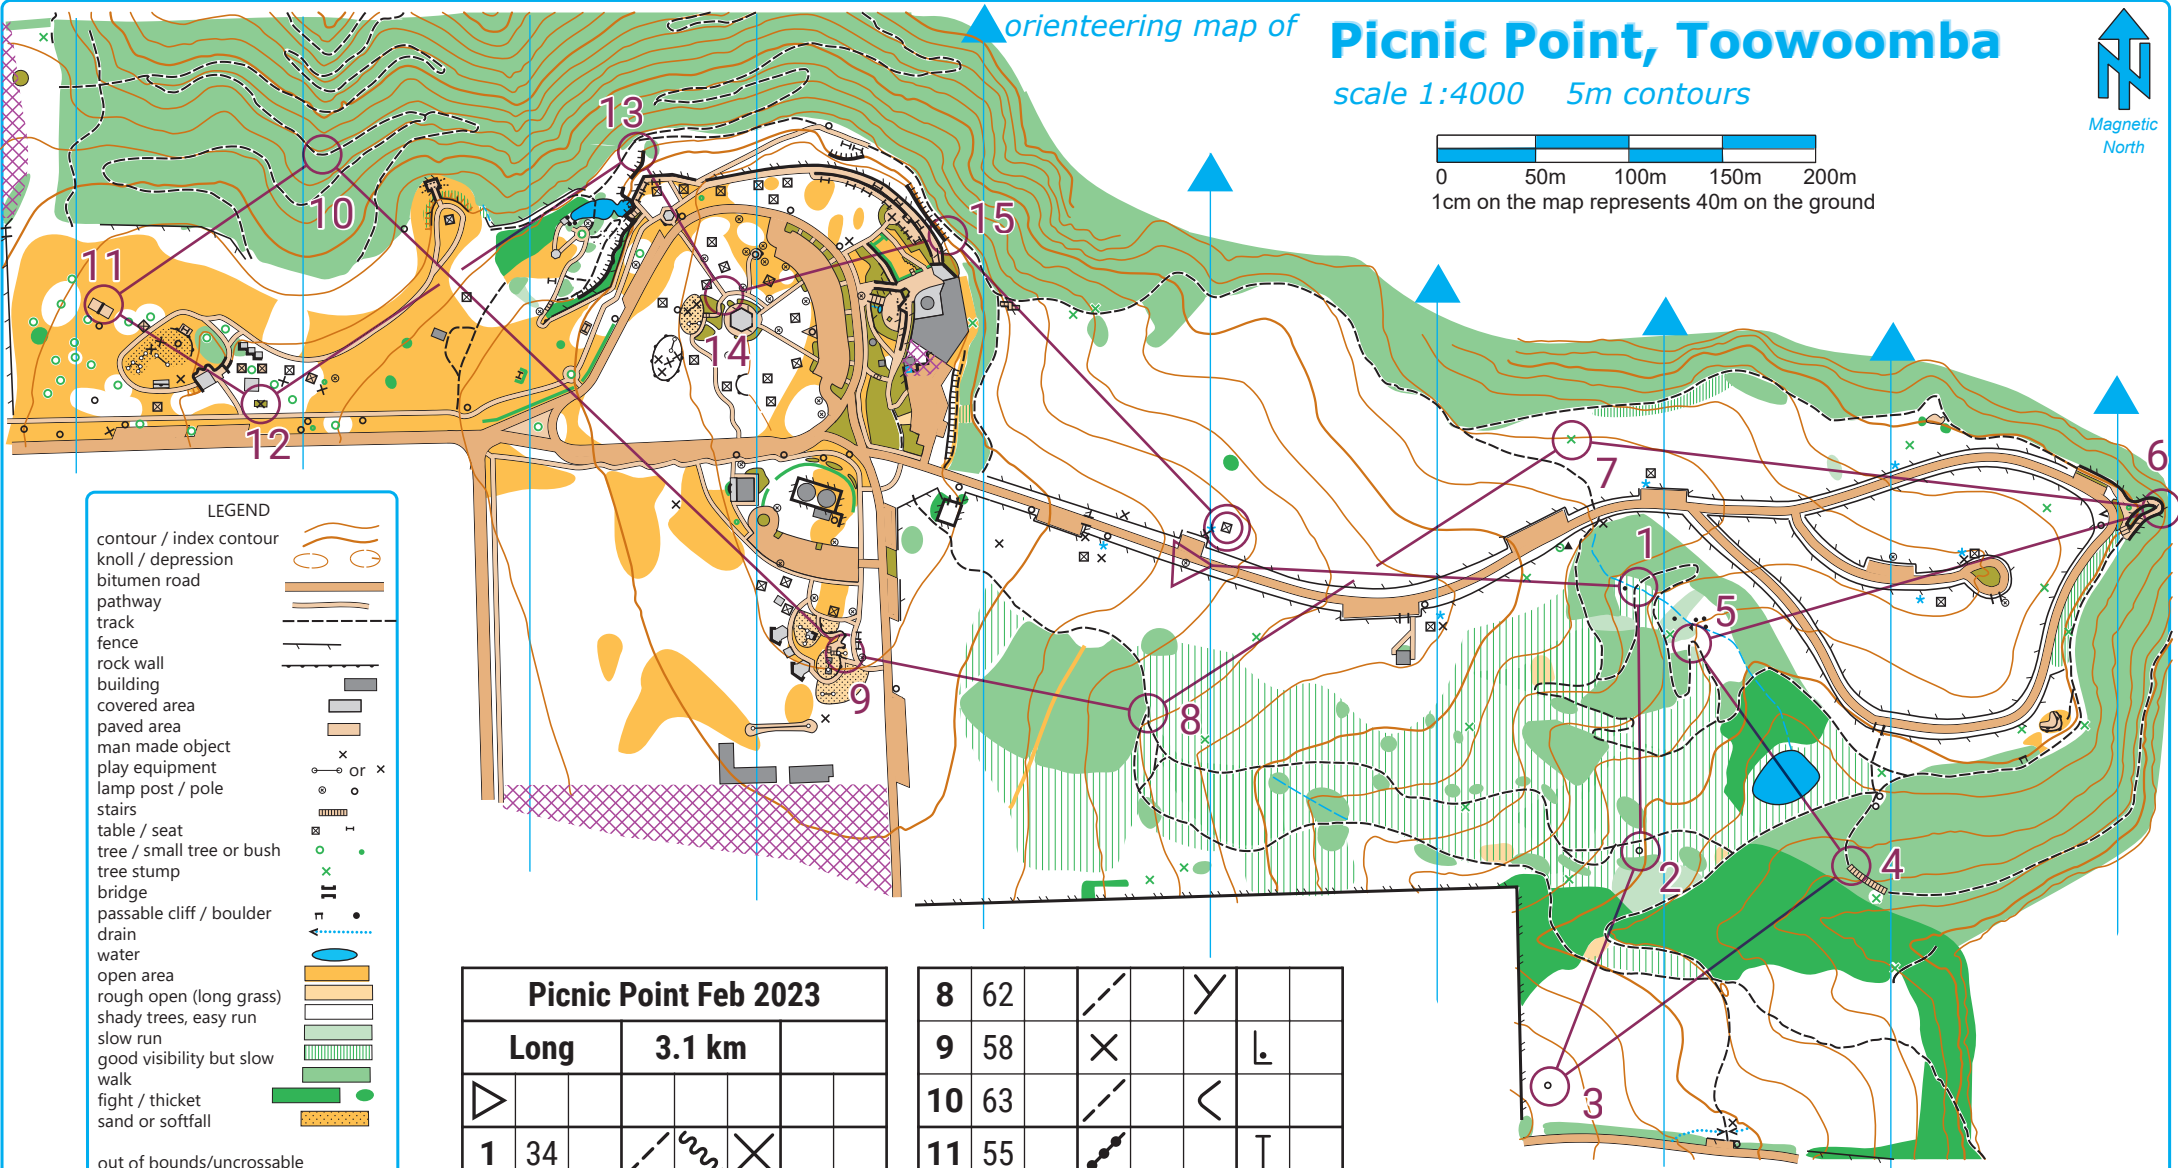 orienteering map of
Picnic Point, Toowoomba
scale 1:4000 5m contours
Magnetic
North
0 50m 100m 150m 200m
1cm on the map represents 40m on the ground
13
10
15
11
14
12
7
6
1
5
9
8
2
4
3
LEGEND
contour / index contour
knoll / depression
bitumen road
pathway
track
fence
rock wall
building
covered area
paved area
man made object
play equipment or
lamp post / pole
stairs
table / seat
tree / small tree or bush
tree stump
bridge
passable cliff / boulder
drain
water
open area
rough open (long grass)
shady trees, easy run
slow run
good visibility but slow
walk
fight / thicket
sand or softfall
out of bounds/uncrossable
Picnic Point Feb 2023
Long 3.1 km
1 34
8 62
9 58
10 63
11 55